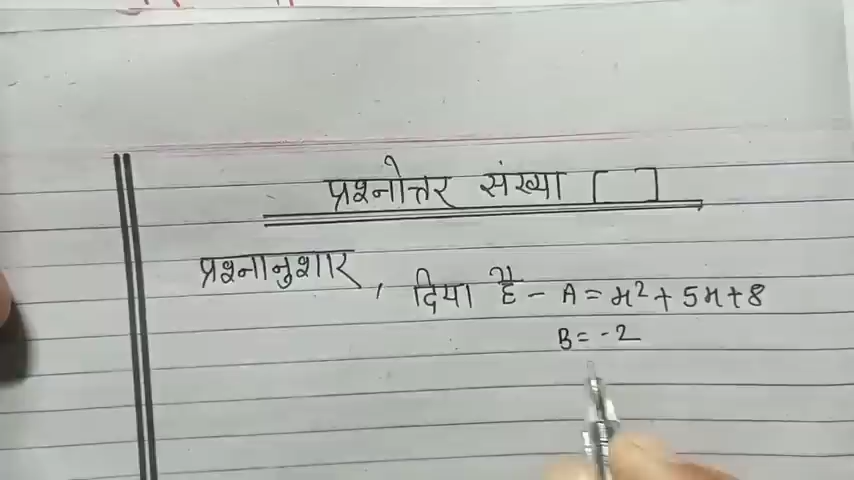 प्रश्नोत्तर संख्या [ ]
प्रश्नानुशार, दिया है - A = x² + 5x + 8
B = -2